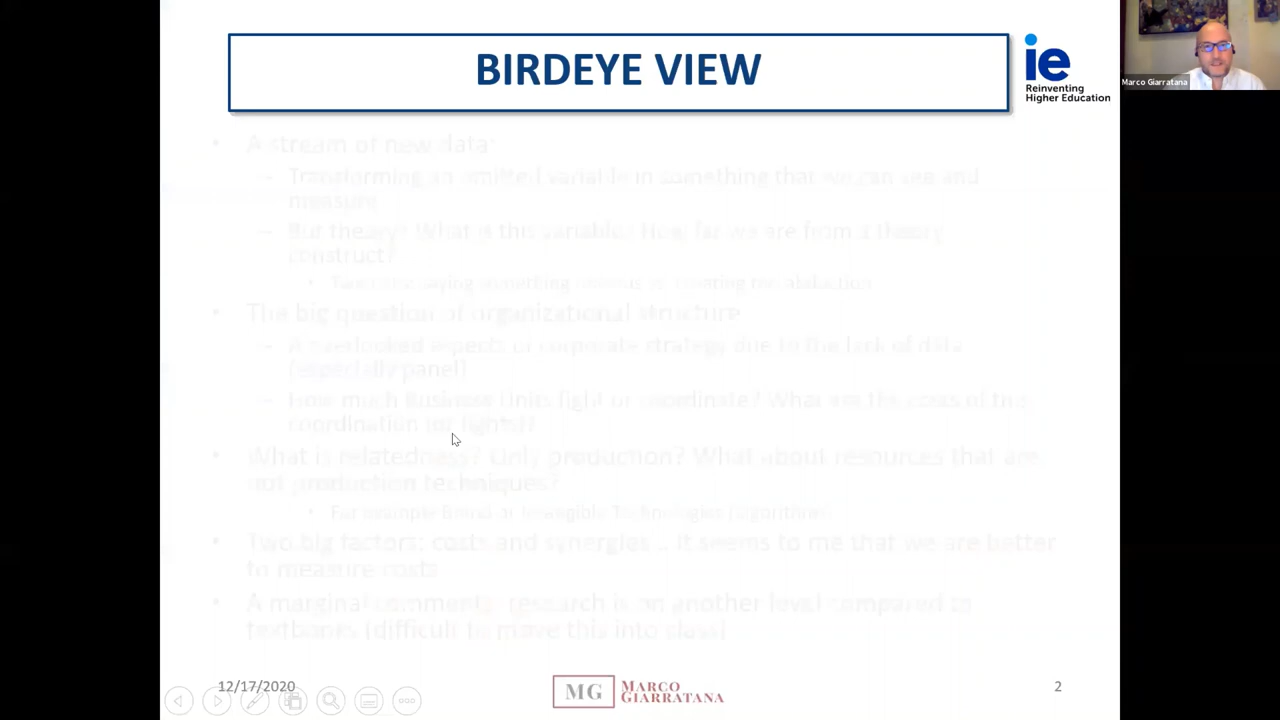 BIRDEYE VIEW
ie
Reinventing
Higher Education
Marco Giarratana
• A stream of new data
– Transforming an omitted variable in something that we can see and
measure
– But theory? What is this variable? How far we are from a theory
construct?
• The big question of organizational structure
– A overlooked aspects of corporate strategy due to the lack of data
(especially panel)
– How much Business Units fight or coordinate? What are the costs of the
coordination (or fights)?
• What is relatedness? Only production? What about resources that are
not production techniques?
• For example Brand or Intangible Technologies (algorithms)
• Two big factors: costs and synergies .. It seems to me that we are better
to measure costs
• A marginal comment: research is on another level compared to
textbooks (difficult to move this into class)
12/17/2020
MG
MARCO
GIARRATANA
2